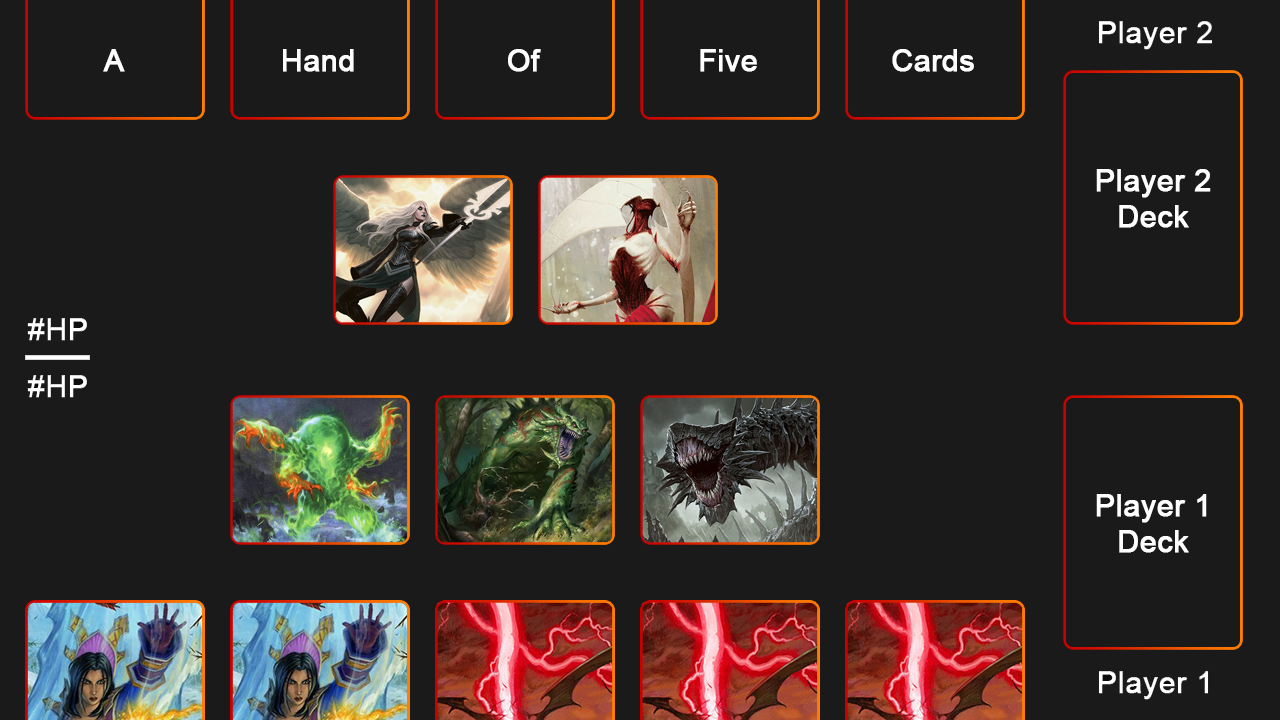 A
Hand
Of
Five
Cards
Player 2
Player 2
Deck
#HP
#HP
Player 1
Deck
Player 1